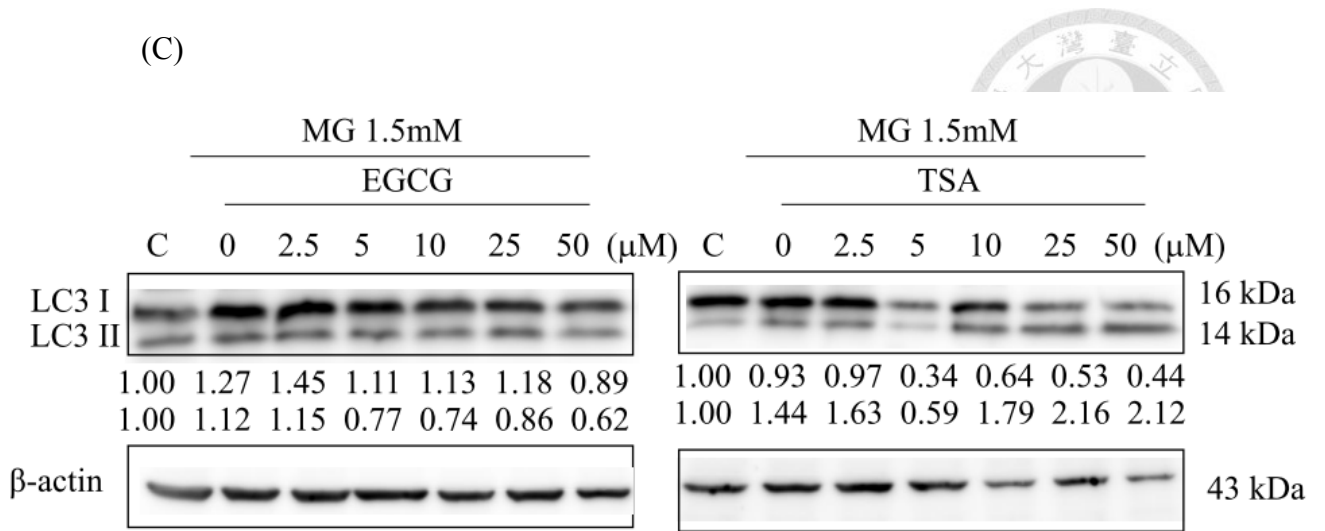 (C)
大灣臺立
MG 1.5mM MG 1.5mM
EGCG TSA
C 0 2.5 5 10 25 50 (μM) C 0 2.5 5 10 25 50 (μM)
LC3 I 16 kDa
LC3 II 14 kDa
1.00 1.27 1.45 1.11 1.13 1.18 0.89 1.00 0.93 0.97 0.34 0.64 0.53 0.44
1.00 1.12 1.15 0.77 0.74 0.86 0.62 1.00 1.44 1.63 0.59 1.79 2.16 2.12
β-actin 43 kDa